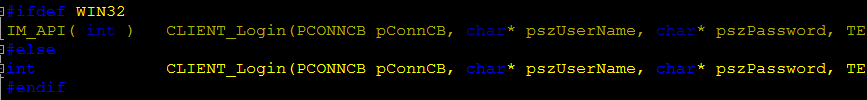 #ifdef WIN32
IM_API( int )   CLIENT_Login(PCONNCB pConnCB, char* pszUserName, char* pszPassword, TE
#else
int             CLIENT_Login(PCONNCB pConnCB, char* pszUserName, char* pszPassword, TE
#endif